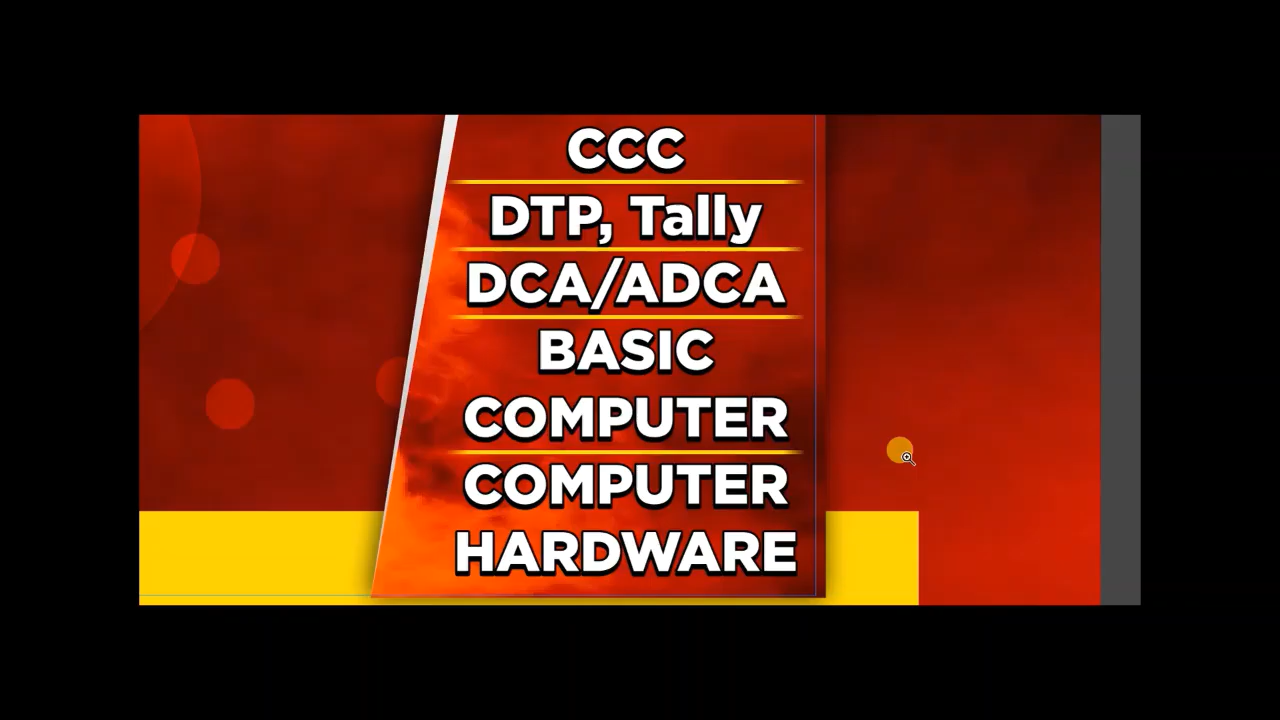 CCC
DTP, Tally
DCA/ADCA
BASIC
COMPUTER
COMPUTER
HARDWARE